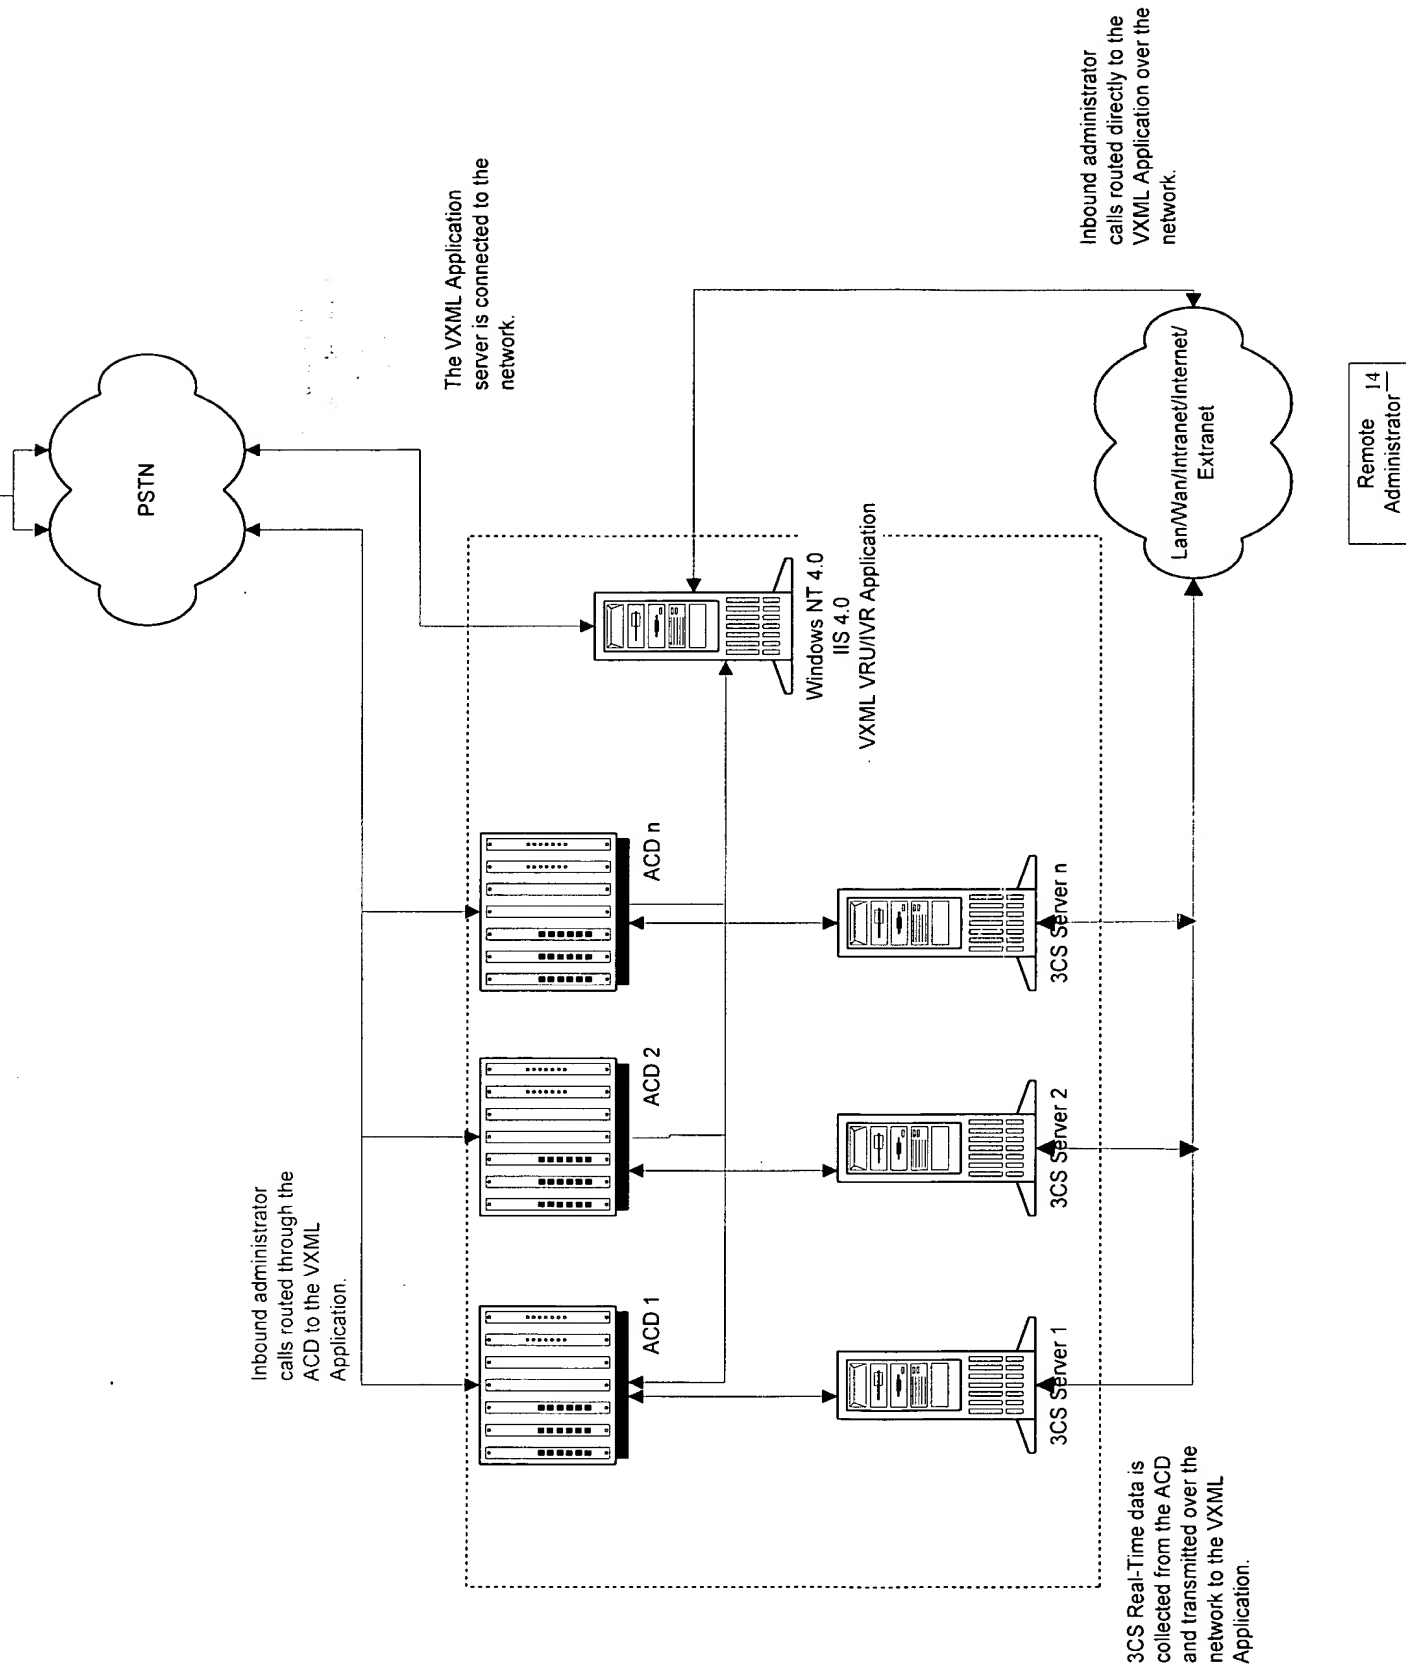 Inbound administrator
calls routed through the
ACD to the VXML
Application.
PSTN
The VXML Application
server is connected to the
network.
ACD 1
ACD 2
ACD n
Windows NT 4.0
IIS 4.0
VXML VRU/IVR Application
3CS Server 1
3CS Server 2
3CS Server n
3CS Real-Time data is
collected from the ACD
and transmitted over the
network to the VXML
Application.
Lan/Wan/Intranet/Internet/
Extranet
Inbound administrator
calls routed directly to the
VXML Application over the
network.
Remote 14
Administrator